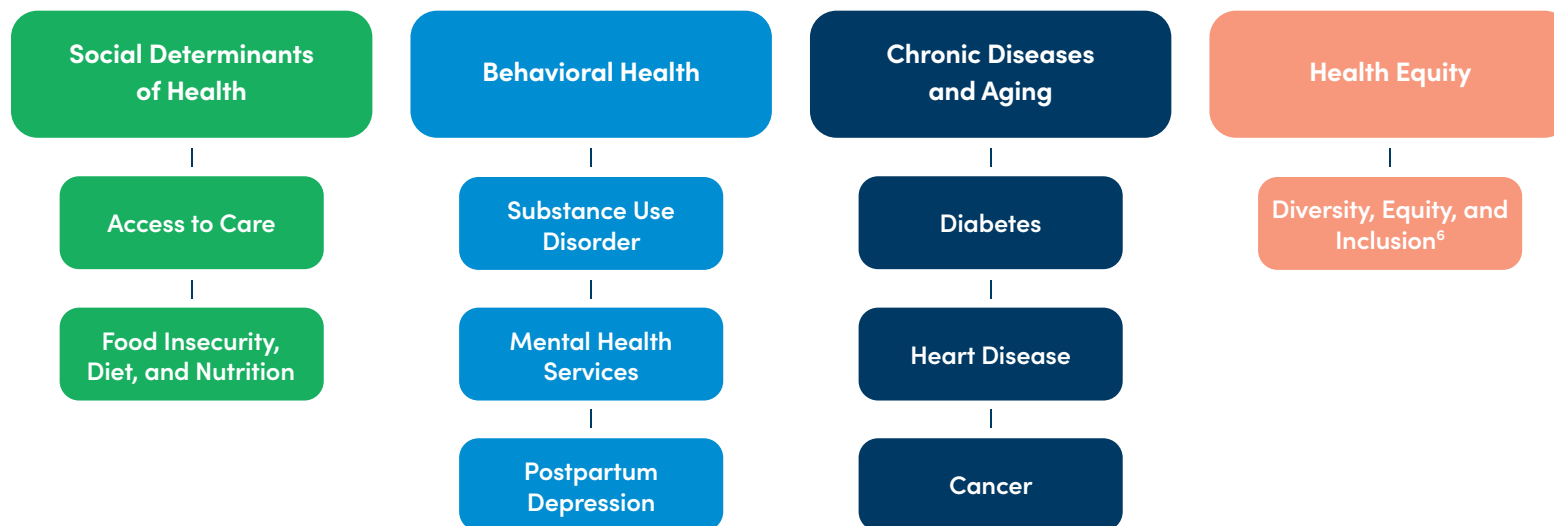 Social Determinants
of Health
Access to Care
Food Insecurity,
Diet, and Nutrition
Behavioral Health
Substance Use
Disorder
Mental Health
Services
Postpartum
Depression
Chronic Diseases
and Aging
Diabetes
Heart Disease
Cancer
Health Equity
Diversity, Equity, and
Inclusion⁶